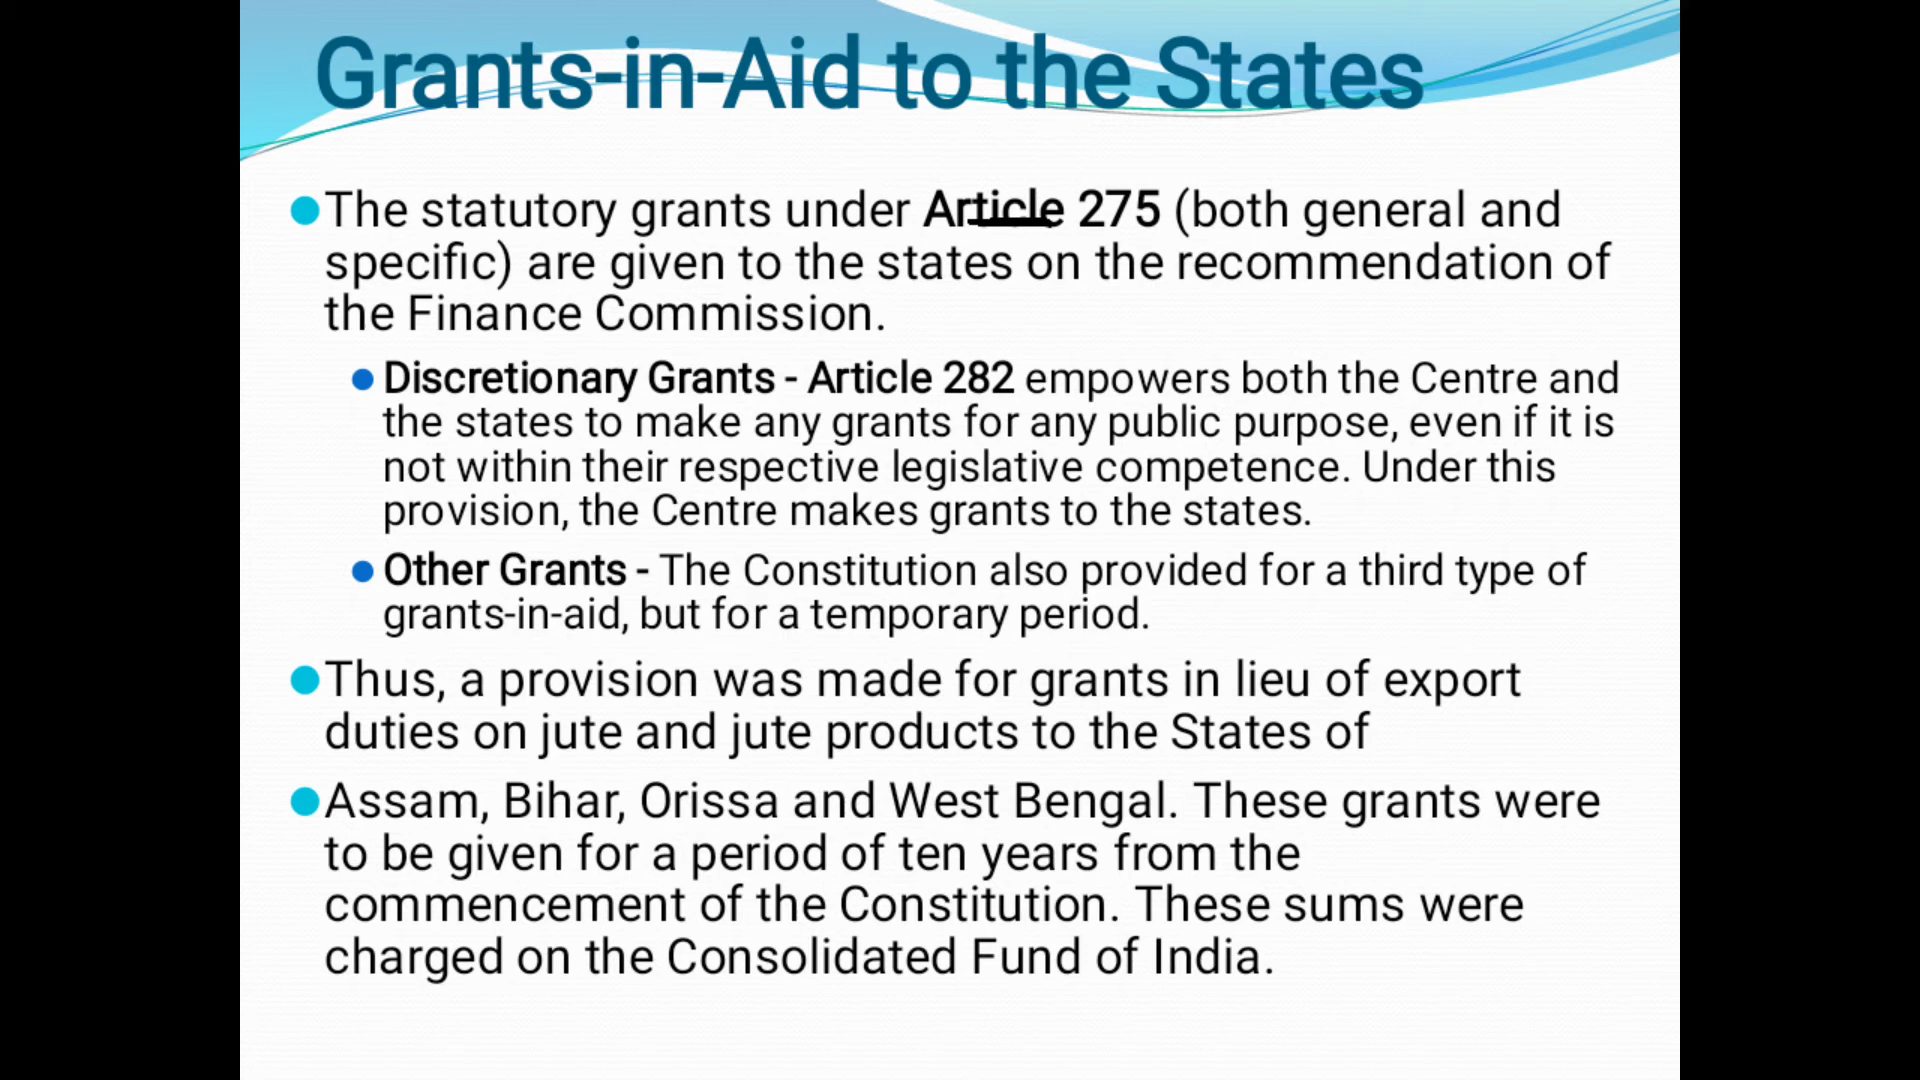 Grants-in-Aid to the States
The statutory grants under Article 275 (both general and
specific) are given to the states on the recommendation of
the Finance Commission.
Discretionary Grants - Article 282 empowers both the Centre and
the states to make any grants for any public purpose, even if it is
not within their respective legislative competence. Under this
provision, the Centre makes grants to the states.
Other Grants - The Constitution also provided for a third type of
grants-in-aid, but for a temporary period.
Thus, a provision was made for grants in lieu of export
duties on jute and jute products to the States of
Assam, Bihar, Orissa and West Bengal. These grants were
to be given for a period of ten years from the
commencement of the Constitution. These sums were
charged on the Consolidated Fund of India.